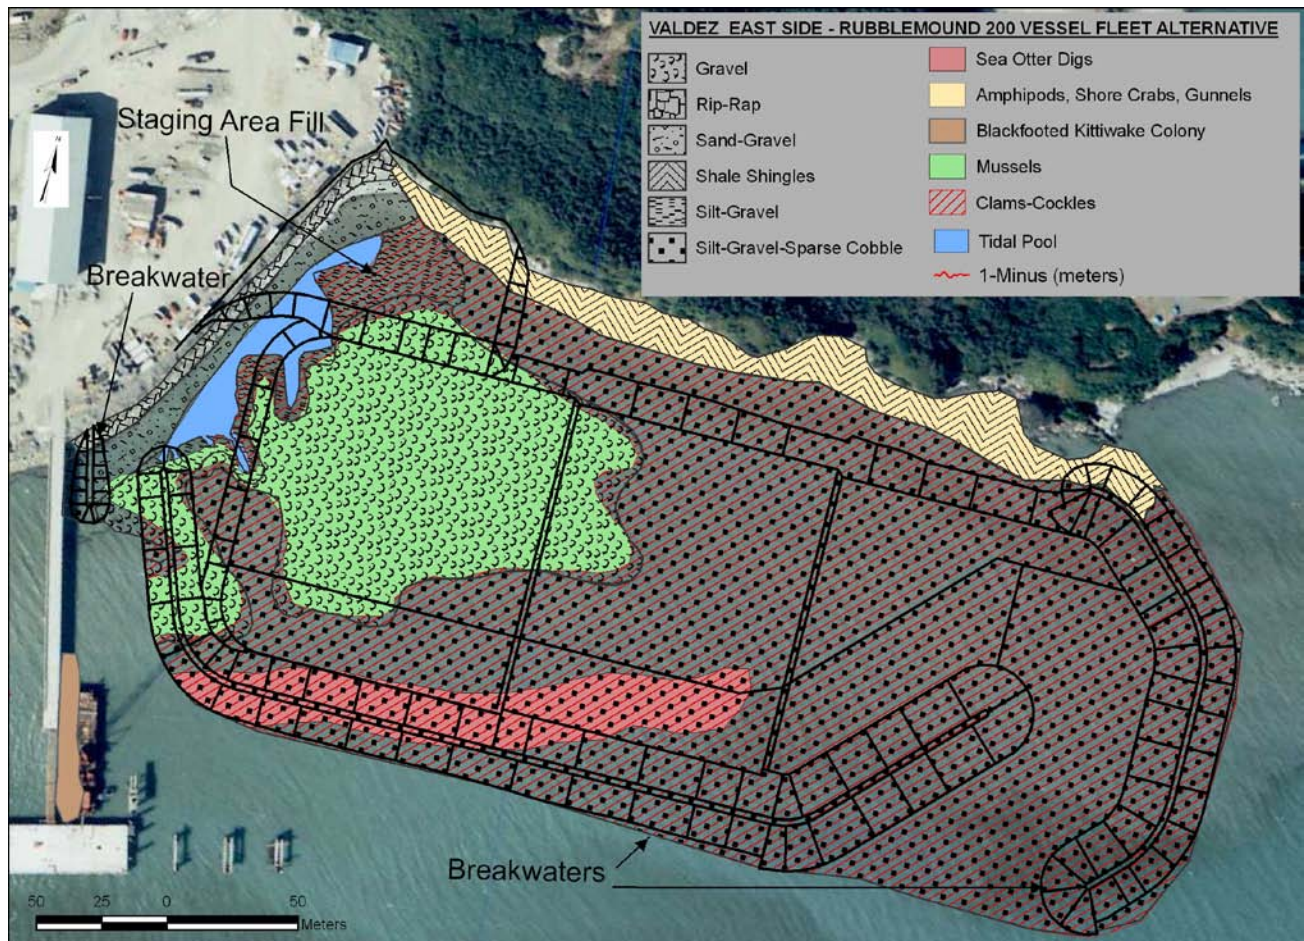 VALDEZ EAST SIDE - RUBBLEMOUND 200 VESSEL FLEET ALTERNATIVE
Gravel
Rip-Rap
Sand-Gravel
Shale Shingles
Silt-Gravel
Silt-Gravel-Sparse Cobble
Sea Otter Digs
Amphipods, Shore Crabs, Gunnels
Blackfooted Kittiwake Colony
Mussels
Clams-Cockles
Tidal Pool
1-Minus (meters)
Staging Area Fill
Breakwater
Breakwaters
50 25 0 50
Meters